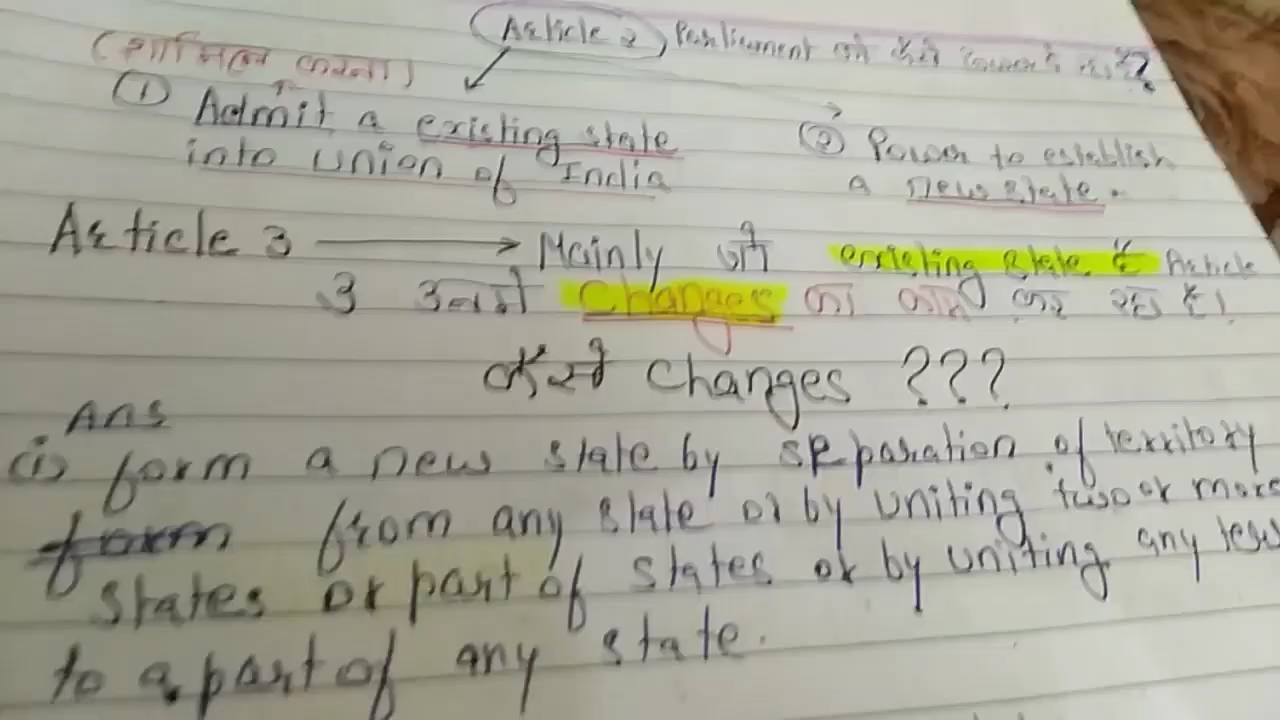 Article 2, Parliament को दो
(शामिल करना)
① Admit a existing state
into union of India
② Power to establish
a new state.
Article 3 → Mainly जो existing state है Article
3 उनमें Changes का काम कर रहा है।
कैसे changes ???
Ans
(i) form a new state by separation of territory
from any state or by uniting two or more
states or part of states or by uniting any
to a part of any state.